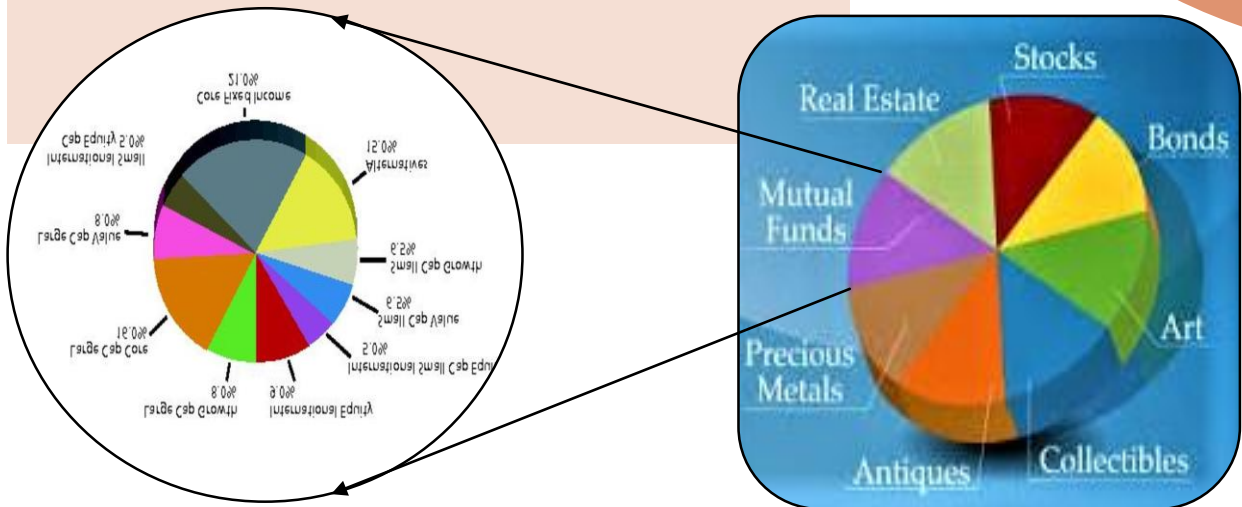 Core Fixed Income
21.0%
International Small
Cap Equity 5.0%
Alternatives
15.0%
Large Cap Value
8.0%
Small Cap Growth
6.5%
Small Cap Value
6.5%
International Small Cap Equi
5.0%
Large Cap Core
16.0%
Large Cap Growth
8.0%
International Equity
9.0%
Stocks
Real Estate
Bonds
Mutual
Funds
Art
Precious
Metals
Antiques
Collectibles